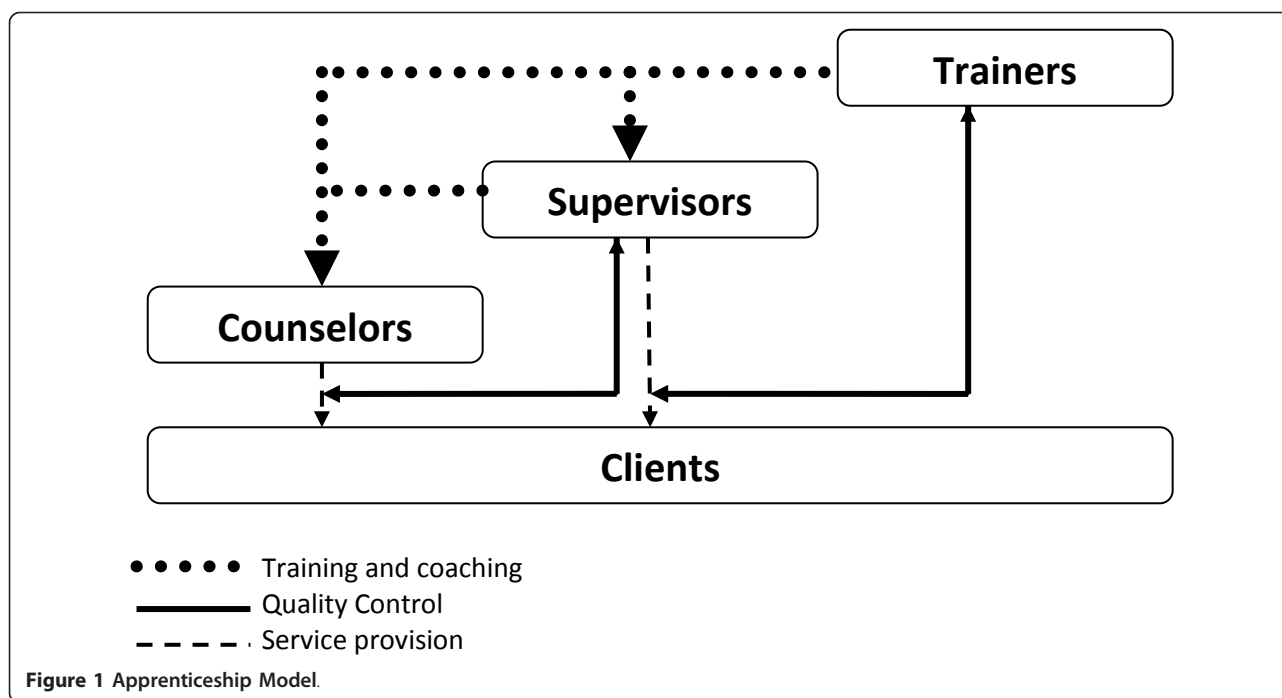 Trainers
Supervisors
Counselors
Clients
Training and coaching
Quality Control
Service provision
Figure 1 Apprenticeship Model.